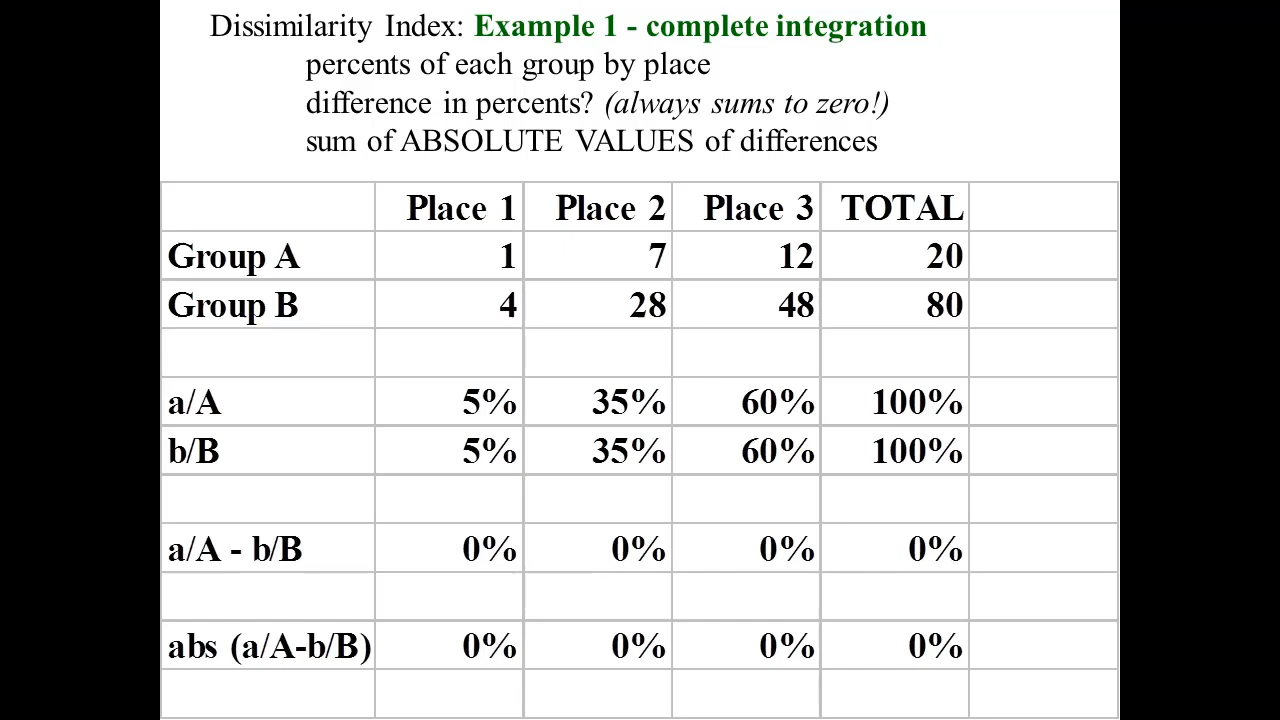 Dissimilarity Index: Example 1 - complete integration
percents of each group by place
difference in percents? (always sums to zero!)
sum of ABSOLUTE VALUES of differences
Place 1 Place 2 Place 3 TOTAL
Group A 1 7 12 20
Group B 4 28 48 80
a/A 5% 35% 60% 100%
b/B 5% 35% 60% 100%
a/A - b/B 0% 0% 0% 0%
abs (a/A-b/B) 0% 0% 0% 0%